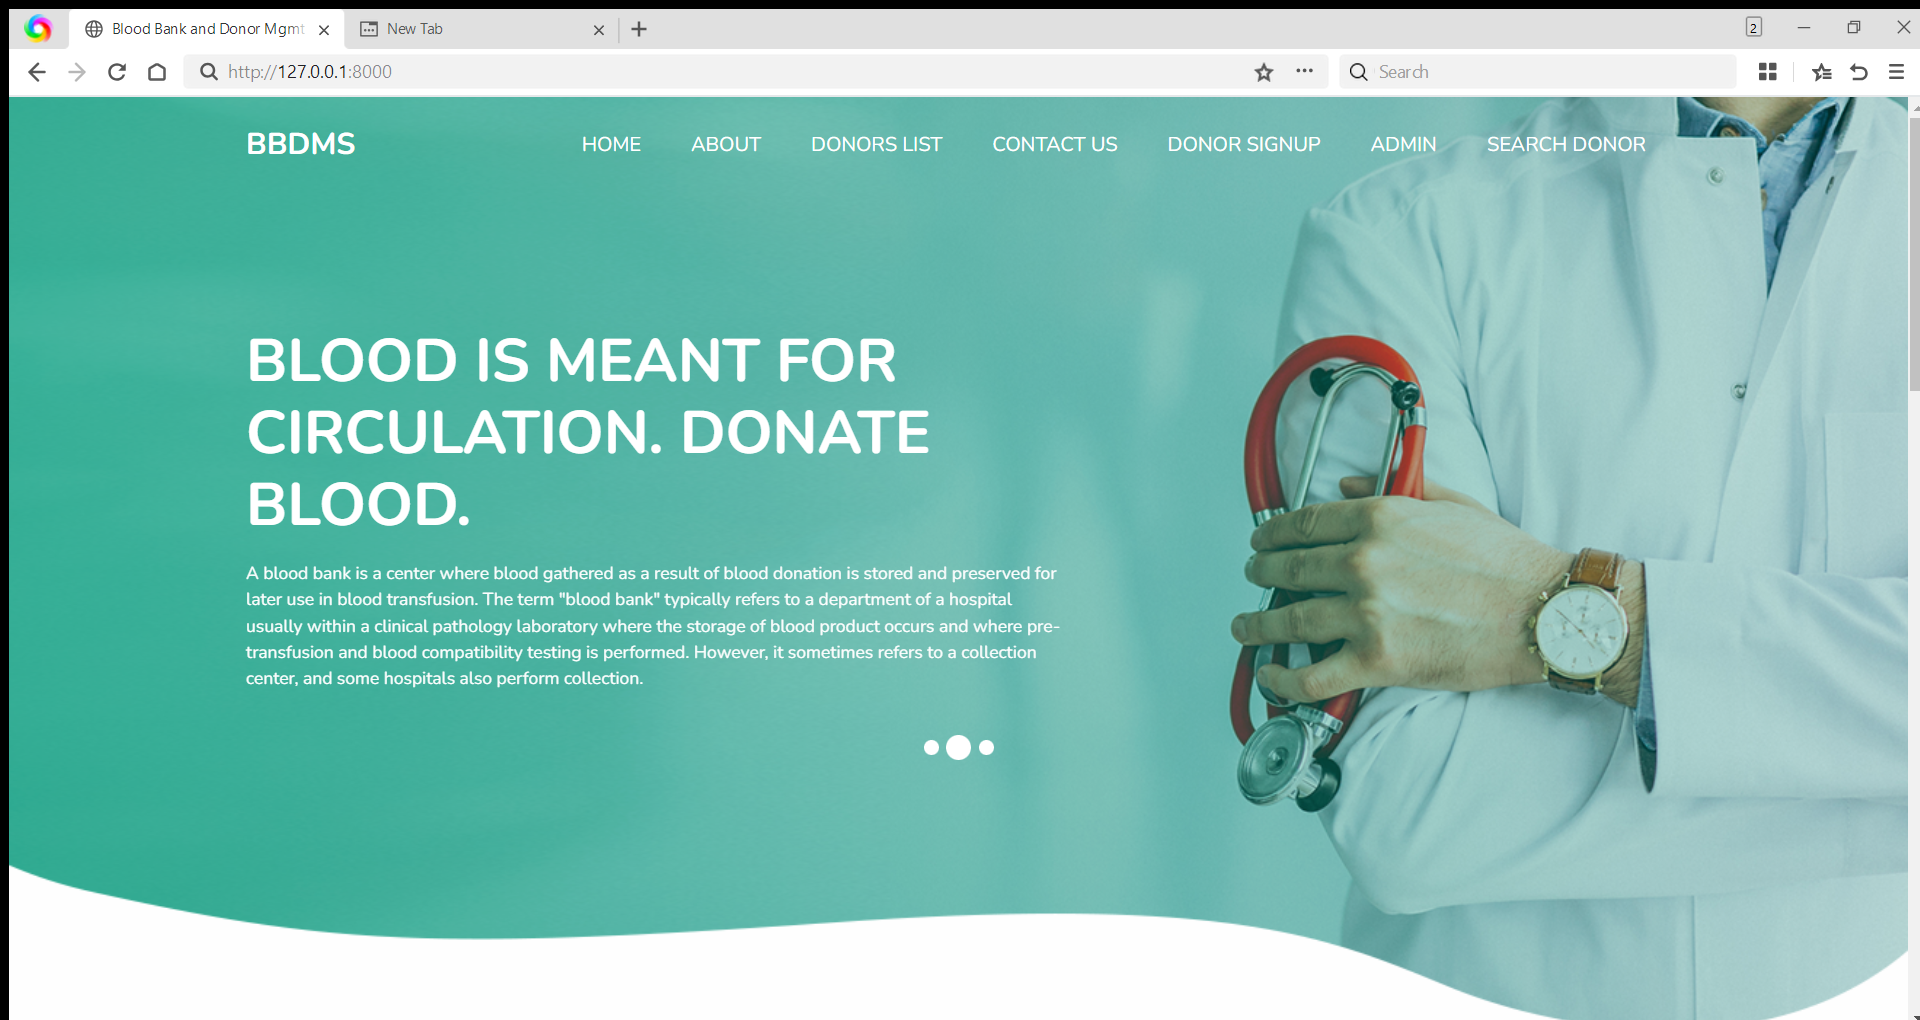 Blood Bank and Donor Mgmt
New Tab
2
http://127.0.0.1:8000
Search
BBDMS
HOME ABOUT DONORS LIST CONTACT US DONOR SIGNUP ADMIN SEARCH DONOR
BLOOD IS MEANT FOR
CIRCULATION. DONATE
BLOOD.
A blood bank is a center where blood gathered as a result of blood donation is stored and preserved for
later use in blood transfusion. The term "blood bank" typically refers to a department of a hospital
usually within a clinical pathology laboratory where the storage of blood product occurs and where pre-
transfusion and blood compatibility testing is performed. However, it sometimes refers to a collection
center, and some hospitals also perform collection.